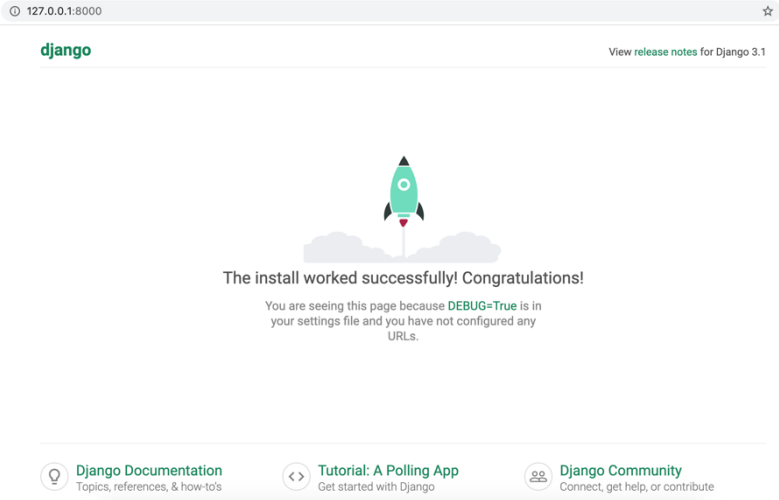 127.0.0.1:8000
django
View release notes for Django 3.1
The install worked successfully! Congratulations!
You are seeing this page because DEBUG=True is in
your settings file and you have not configured any
URLs.
Django Documentation
Topics, references, & how-to's
Tutorial: A Polling App
Get started with Django
Django Community
Connect, get help, or contribute